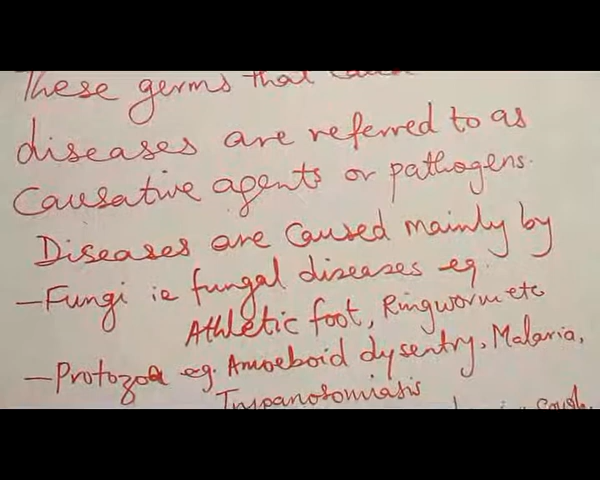 These germs that cause
diseases are referred to as
Causative agents or pathogens.
Diseases are caused mainly by
- Fungi ie fungal diseases eg.
Athletic foot, Ringworm etc
- Protozoa eg. Amoeboid dysentry, Malaria,
Trypanosomiasis